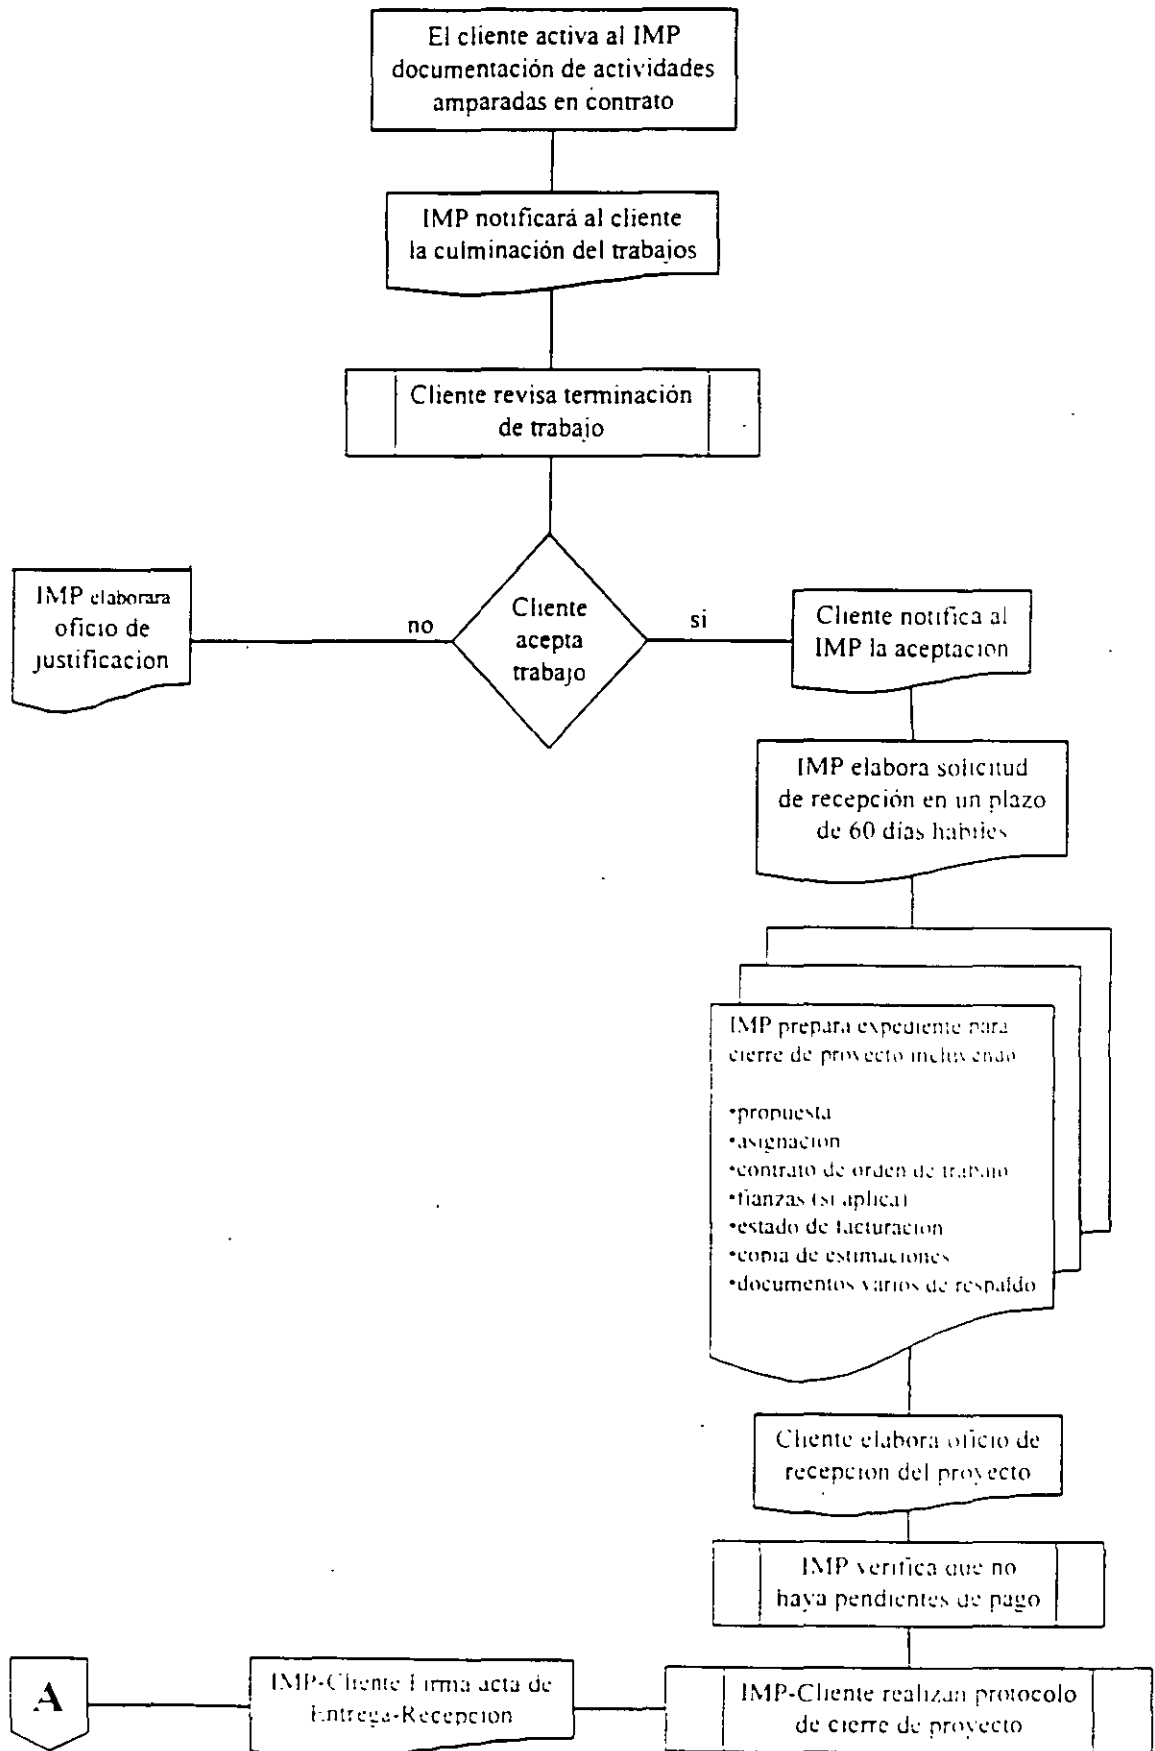 El cliente activa al IMP
documentación de actividades
amparadas en contrato
IMP notificará al cliente
la culminación del trabajos
Cliente revisa terminación
de trabajo
Cliente
acepta
trabajo
no
si
IMP elaborara
oficio de
justificacion
Cliente notifica al
IMP la aceptacion
IMP elabora solicitud
de recepción en un plazo
de 60 días habiles
IMP prepara expediente para
cierre de proyecto incluyendo
•propuesta
•asignacion
•contrato de orden de trabajo
•fianzas (si aplica)
•estado de facturacion
•copia de estimaciones
•documentos varios de respaldo
Cliente elabora oficio de
recepcion del proyecto
IMP verifica que no
haya pendientes de pago
IMP-Cliente realizan protocolo
de cierre de proyecto
IMP-Cliente Firma acta de
Entrega-Recepcion
A